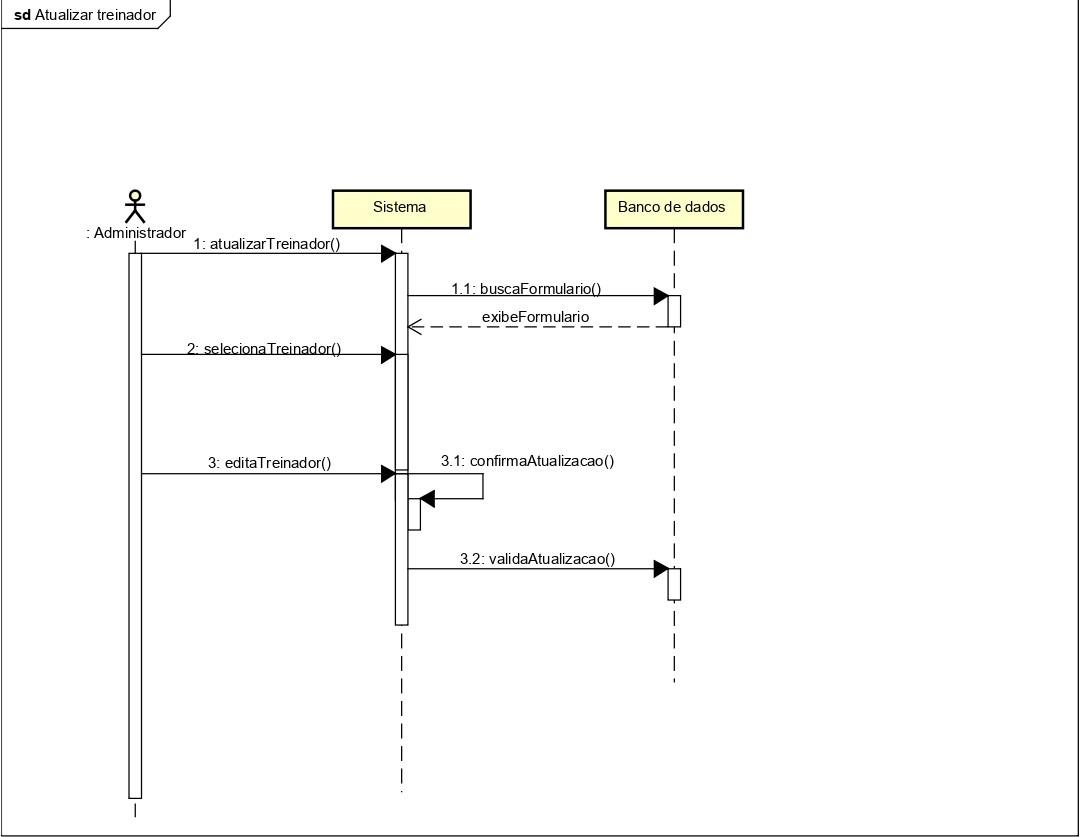 sd Atualizar treinador
: Administrador
Sistema
Banco de dados
1: atualizarTreinador()
1.1: buscaFormulario()
exibeFormulario
2: selecionaTreinador()
3: editaTreinador()
3.1: confirmaAtualizacao()
3.2: validaAtualizacao()